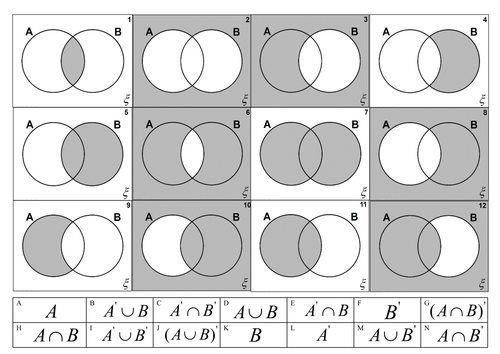 1 2 3 4
A B A B A B A B
ξ ξ ξ ξ
5 6 7 8
A B A B A B A B
ξ ξ ξ ξ
9 10 11 12
A B A B A B A B
ξ ξ ξ ξ
A A B A' ∪ B C A' ∩ B' D A ∪ B E A' ∩ B F B' G (A ∩ B)'
H A ∩ B I A' ∪ B' J (A ∪ B)' K B L A' M A ∪ B' N A ∩ B'